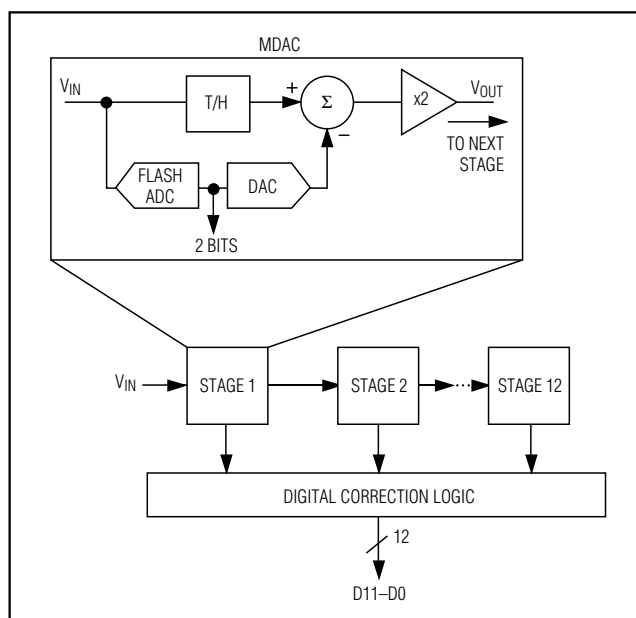 MDAC
VIN
T/H
+
Σ
−
x2
VOUT
TO NEXT
STAGE
FLASH
ADC
DAC
2 BITS
VIN
STAGE 1
STAGE 2
...
STAGE 12
DIGITAL CORRECTION LOGIC
12
D11–D0